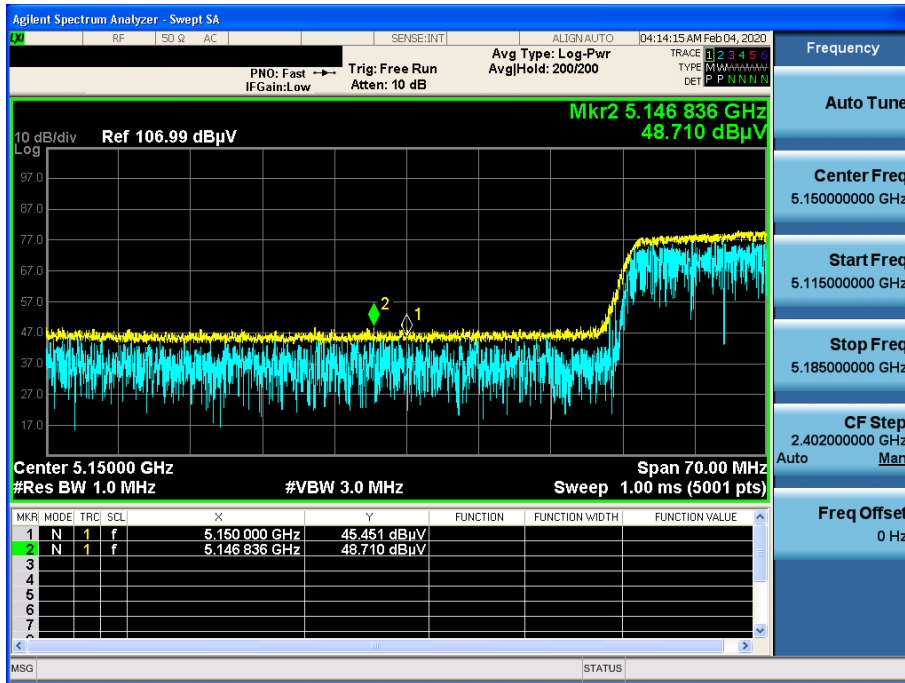 Agilent Spectrum Analyzer - Swept SA
LXI RF 50 Ω AC SENSE:INT ALIGNAUTO 04:14:15 AM Feb 04, 2020
PNO: Fast Trig: Free Run Avg Type: Log-Pwr TRACE 1 2 3 4 5 6
IFGain:Low Atten: 10 dB Avg|Hold: 200/200 TYPE M W
DET P P N N N N
Frequency
Mkr2 5.146 836 GHz
48.710 dBµV
10 dB/div Ref 106.99 dBµV
Log
97.0
87.0
77.0
67.0
57.0
47.0
37.0
27.0
17.0
2
1
Center 5.15000 GHz Span 70.00 MHz
#Res BW 1.0 MHz #VBW 3.0 MHz Sweep 1.00 ms (5001 pts)
MKR MODE TRC SCL X Y FUNCTION FUNCTION WIDTH FUNCTION VALUE
1 N 1 f 5.150 000 GHz 45.451 dBµV
2 N 1 f 5.146 836 GHz 48.710 dBµV
3
4
5
6
7
MSG STATUS
Auto Tune
Center Freq
5.150000000 GHz
Start Freq
5.115000000 GHz
Stop Freq
5.185000000 GHz
CF Step
2.402000000 GHz
Auto Man
Freq Offset
0 Hz